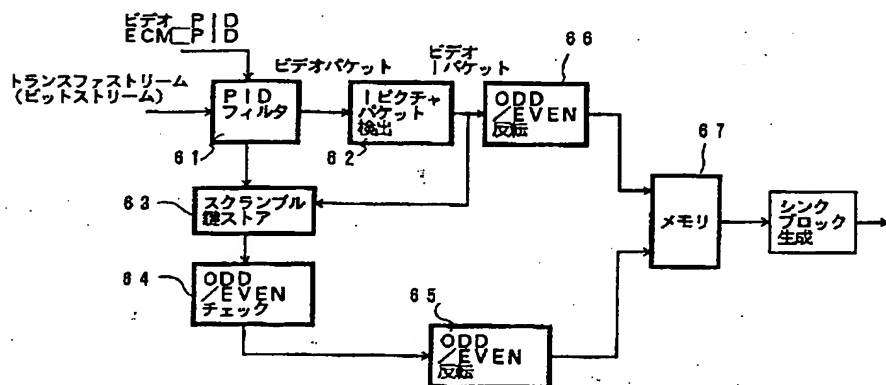 ビデオ PID
ECM_PID
トランスファストリーム
(ビットストリーム)
PID
フィルタ
61
ビデオパケット
Iピクチャ
パケット
検出
62
ビデオ
Iパケット
ODD
/EVEN
反転
66
67
メモリ
シンク
ブロック
生成
63
スクランブル
鍵ストア
64
ODD
/EVEN
チェック
65
ODD
/EVEN
反転